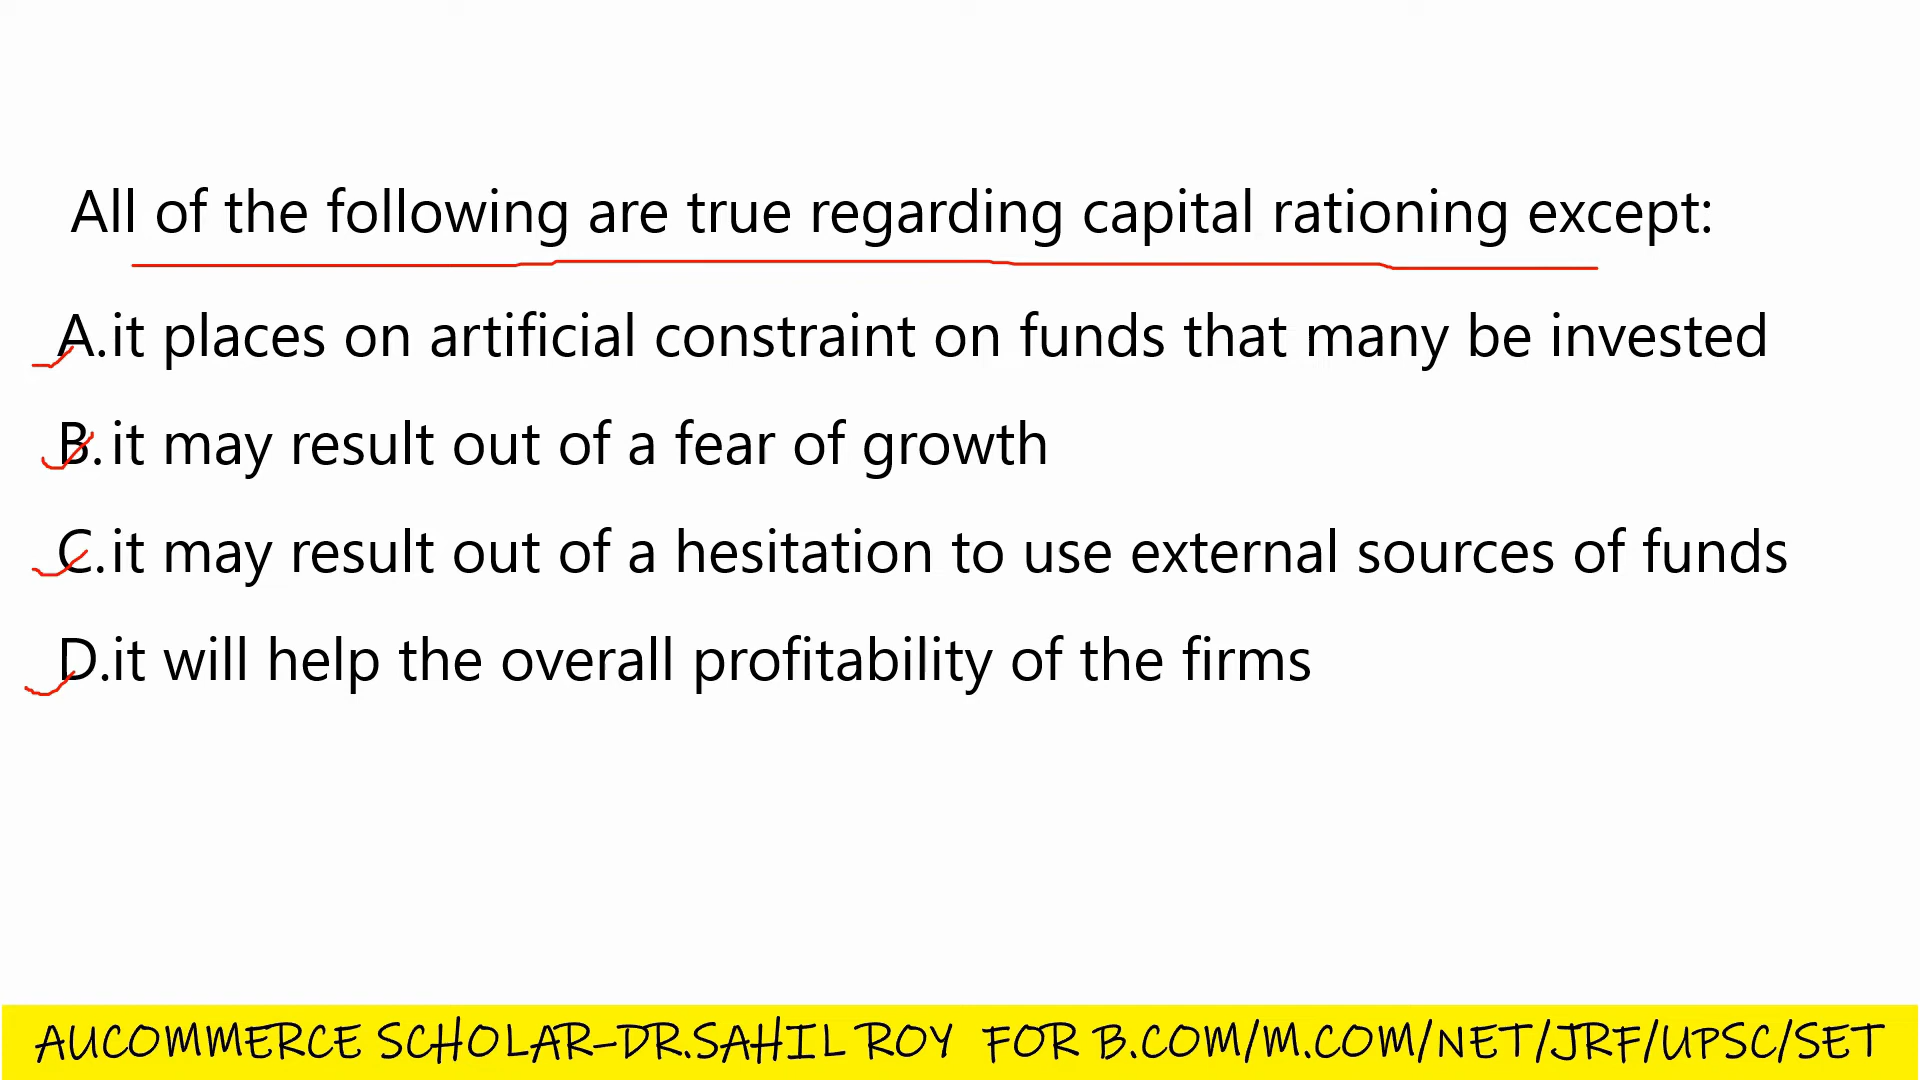 All of the following are true regarding capital rationing except:
A.it places on artificial constraint on funds that many be invested
B.it may result out of a fear of growth
C.it may result out of a hesitation to use external sources of funds
D.it will help the overall profitability of the firms
AUCOMMERCE SCHOLAR-DR.SAHIL ROY FOR B.COM/M.COM/NET/JRF/UPSC/SET